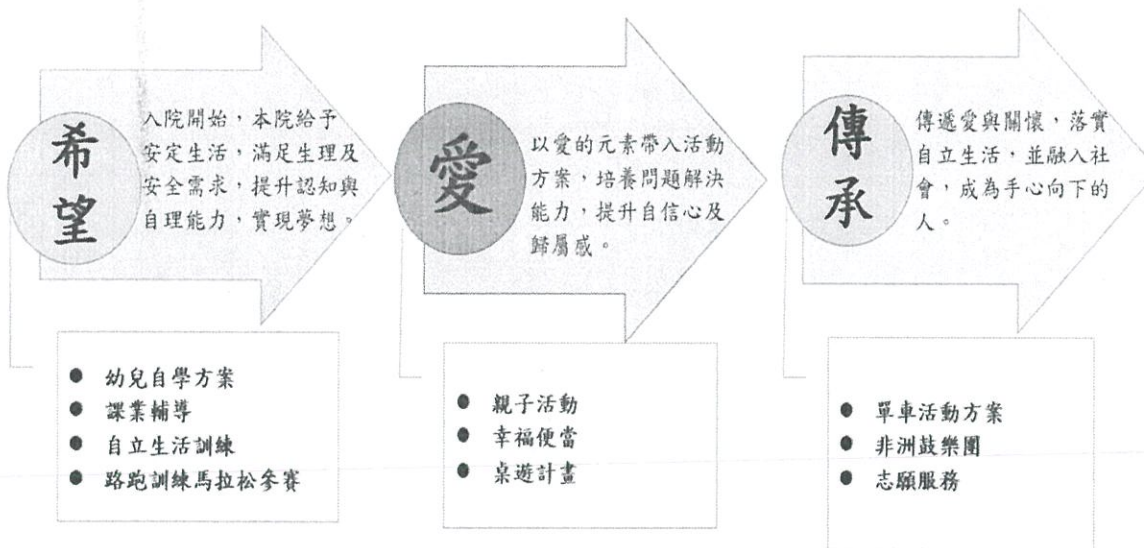 希望
入院開始，本院給予
安定生活，滿足生理及
安全需求，提升認知與
自理能力，實現夢想。
幼兒自學方案
課業輔導
自立生活訓練
路跑訓練馬拉松參賽
愛
以愛的元素帶入活動
方案，培養問題解決
能力，提升自信心及
歸屬感。
親子活動
幸福便當
桌遊計畫
傳承
傳遞愛與關懷，落實
自立生活，並融入社
會，成為手心向下的
人。
單車活動方案
非洲鼓樂團
志願服務